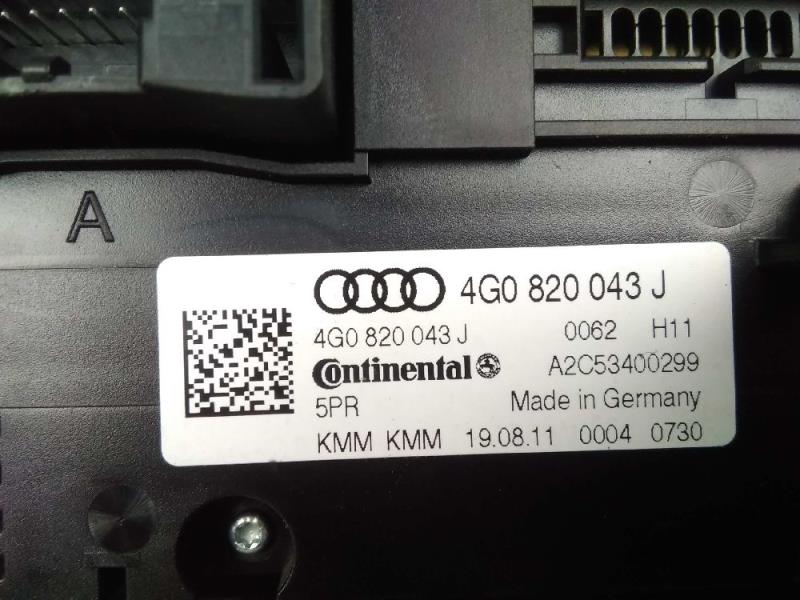 A
4G0 820 043 J
4G0 820 043 J 0062 H11
Continental A2C53400299
5PR Made in Germany
KMM KMM 19.08.11 0004 0730